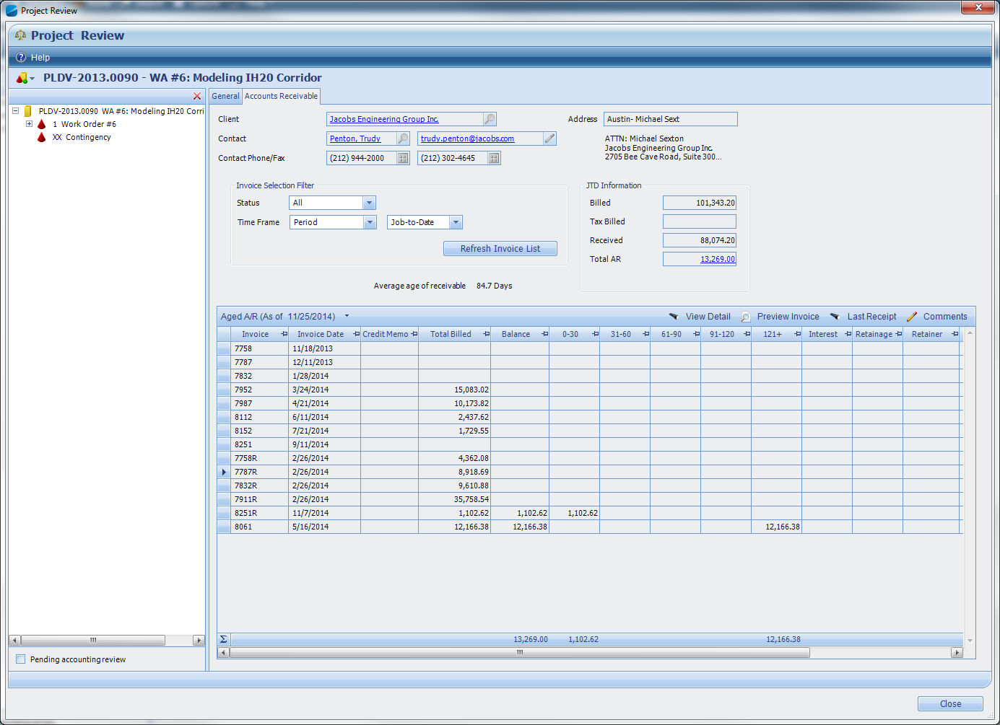 Project Review
Project Review
Help
PLDV-2013.0090 - WA #6: Modeling IH20 Corridor
General Accounts Receivable
PLDV-2013.0090 WA #6: Modeling IH20 Corri
1 Work Order #6
XX Contingency
Client Jacobs Engineering Group Inc. Address Austin- Michael Sext
Contact Penton, Trudy trudy.penton@jacobs.com ATTN: Michael Sexton
Jacobs Engineering Group Inc.
Contact Phone/Fax (212) 944-2000 (212) 302-4645 2705 Bee Cave Road, Suite 300...
Invoice Selection Filter JTD Information
Status All Billed 101,343.20
Time Frame Period Job-to-Date Tax Billed
Received 88,074.20
Refresh Invoice List
Total AR 13,269.00
Average age of receivable 84.7 Days
Aged A/R (As of 11/25/2014) View Detail Preview Invoice Last Receipt Comments
Invoice Invoice Date Credit Memo Total Billed Balance 0-30 31-60 61-90 91-120 121+ Interest Retainage Retainer
7758 11/18/2013
7787 12/11/2013
7832 1/28/2014
7952 3/24/2014 15,083.02
7987 4/21/2014 10,173.82
8112 6/11/2014 2,437.62
8152 7/21/2014 1,729.55
8251 9/11/2014
7758R 2/26/2014 4,362.08
7787R 2/26/2014 8,918.69
7832R 2/26/2014 9,610.88
7911R 2/26/2014 35,758.54
8251R 11/7/2014 1,102.62 1,102.62 1,102.62
8061 5/16/2014 12,166.38 12,166.38 12,166.38
Σ 13,269.00 1,102.62 12,166.38
Pending accounting review
Close